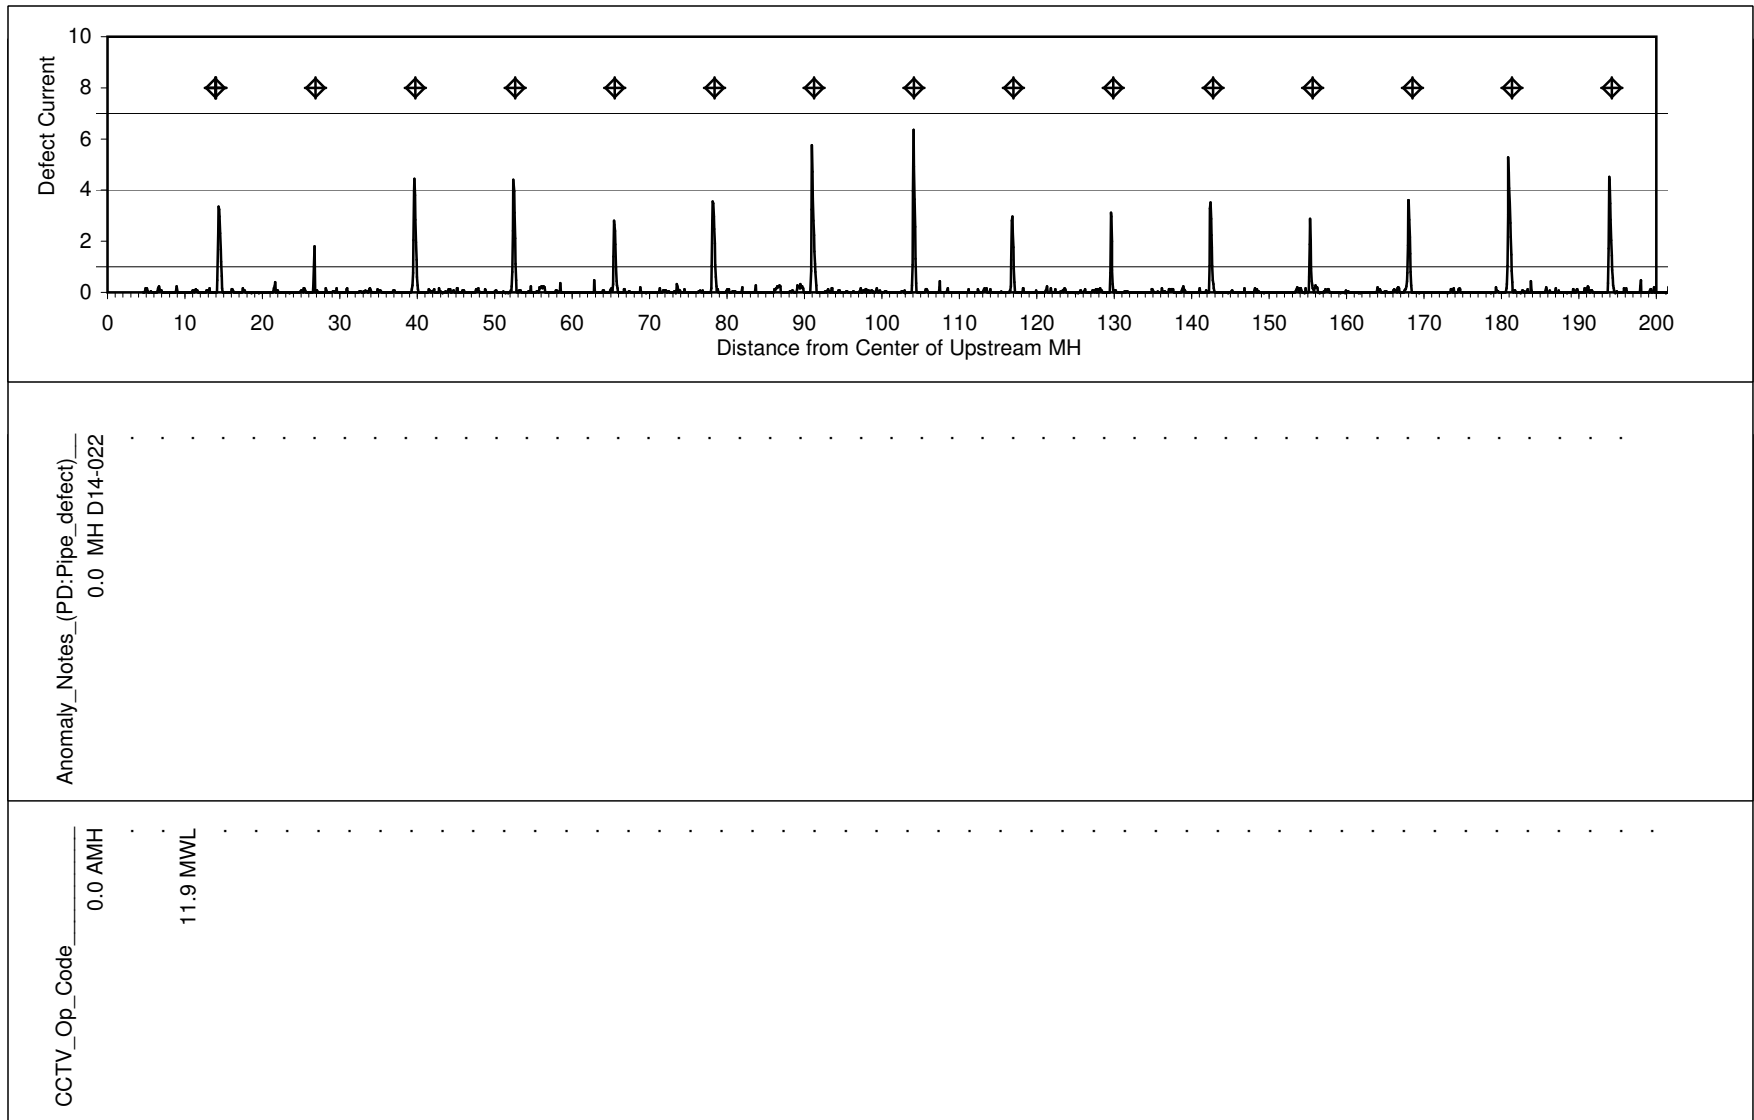 10
8
6
4
2
0
Defect Current
0 10 20 30 40 50 60 70 80 90 100 110 120 130 140 150 160 170 180 190 200
Distance from Center of Upstream MH
Anomaly_Notes_(PD:Pipe_defect)__
0.0 MH D14-022
. . . . . . . . . . . . . . . . . . . . . . . . . . . . . . . . . . . . . . . . . . . . . . . . . .
CCTV_Op_Code__________
0.0 AMH
. .
11.9 MWL
. . . . . . . . . . . . . . . . . . . . . . . . . . . . . . . . . . . . . . . . . . . . . . .